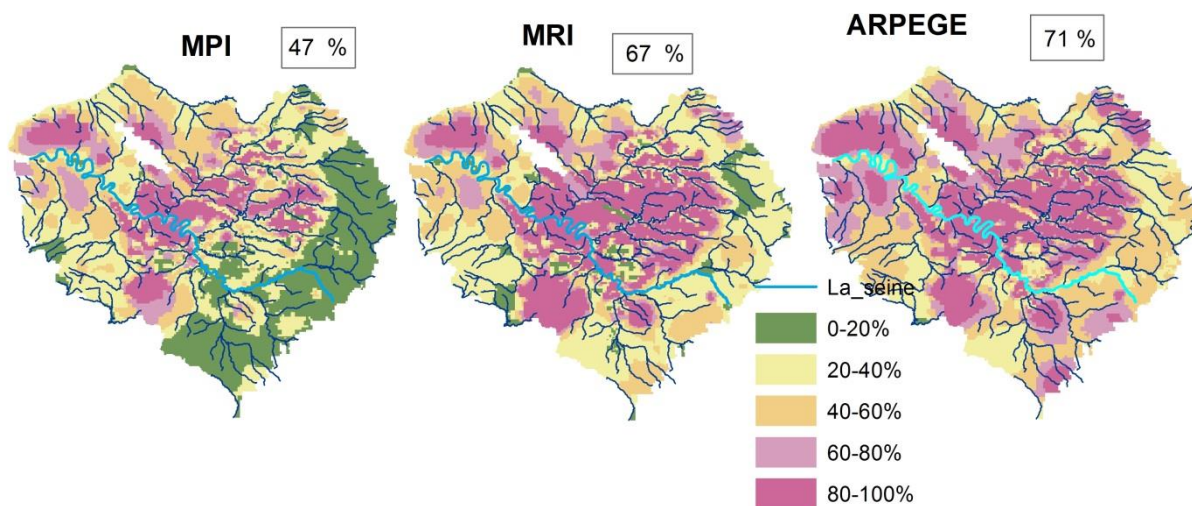 MPI
47 %
MRI
67 %
ARPEGE
71 %
La_seine
0-20%
20-40%
40-60%
60-80%
80-100%